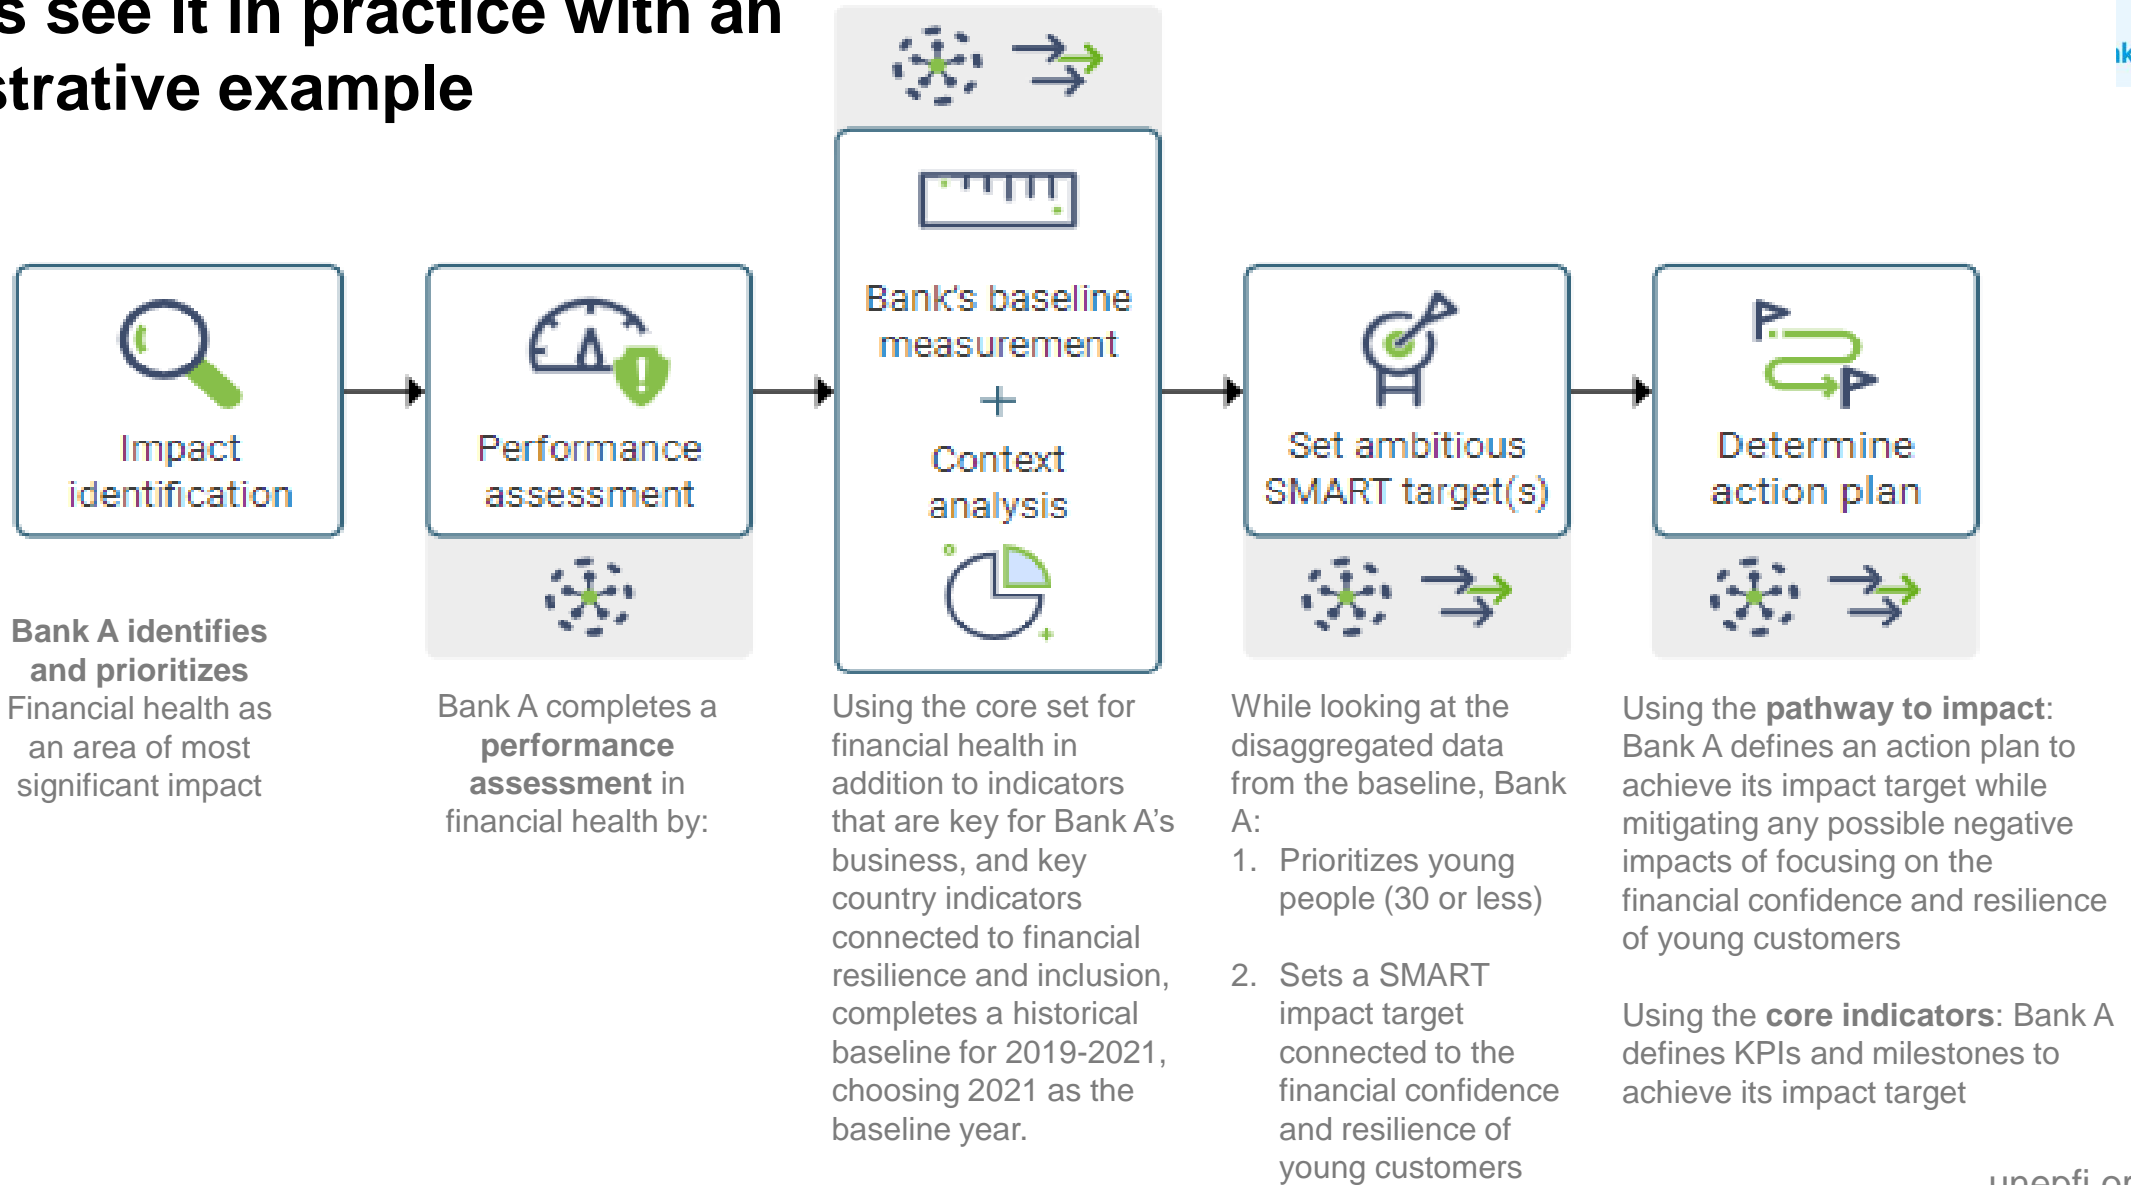 s see it in practice with an
strative example
Impact
identification
Performance
assessment
Bank's baseline
measurement
+
Context
analysis
Set ambitious
SMART target(s)
Determine
action plan
Bank A identifies
and prioritizes
Financial health as
an area of most
significant impact
Bank A completes a
performance
assessment in
financial health by:
Using the core set for
financial health in
addition to indicators
that are key for Bank A's
business, and key
country indicators
connected to financial
resilience and inclusion,
completes a historical
baseline for 2019-2021,
choosing 2021 as the
baseline year.
While looking at the
disaggregated data
from the baseline, Bank
A:
1. Prioritizes young
people (30 or less)
2. Sets a SMART
impact target
connected to the
financial confidence
and resilience of
young customers
Using the pathway to impact:
Bank A defines an action plan to
achieve its impact target while
mitigating any possible negative
impacts of focusing on the
financial confidence and resilience
of young customers
Using the core indicators: Bank A
defines KPIs and milestones to
achieve its impact target